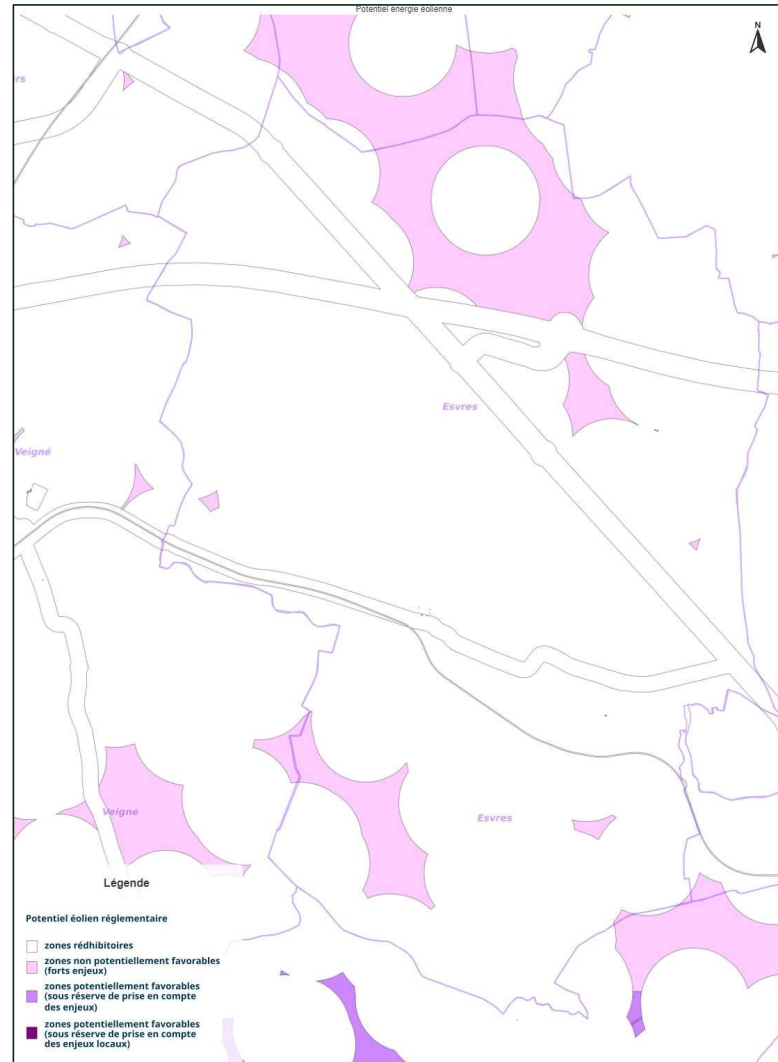 Potentiel énergie éolienne
N
rs
Esvres
Veigné
Veigné
Esvres
Légende
Potentiel éolien réglementaire
zones rédhibitoires
zones non potentiellement favorables
(forts enjeux)
zones potentiellement favorables
(sous réserve de prise en compte
des enjeux)
zones potentiellement favorables
(sous réserve de prise en compte
des enjeux locaux)